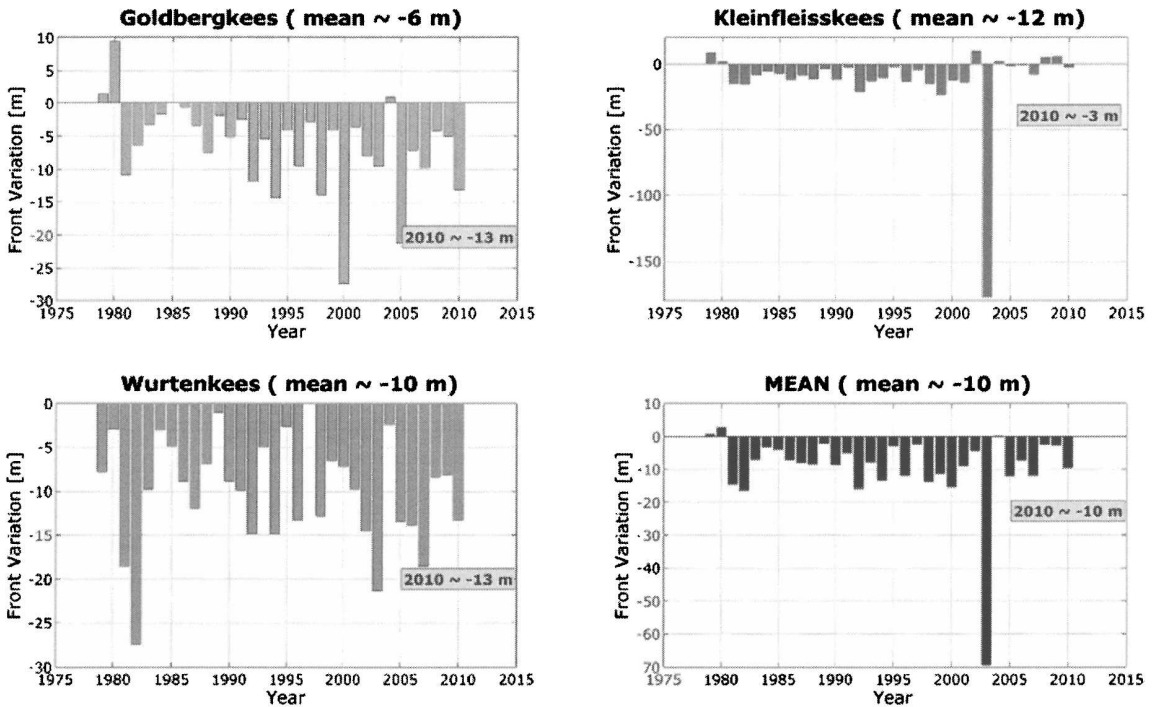 Goldbergkees ( mean ~ -6 m)
Front Variation [m]
10
5
0
-5
-10
-15
-20
-25
-30
2010 ~ -13 m
1975 1980 1985 1990 1995 2000 2005 2010 2015
Year
Kleinfleisskees ( mean ~ -12 m)
Front Variation [m]
0
-50
-100
-150
2010 ~ -3 m
1975 1980 1985 1990 1995 2000 2005 2010 2015
Year
Wurtenkees ( mean ~ -10 m)
Front Variation [m]
0
-5
-10
-15
-20
-25
-30
2010 ~ -13 m
1975 1980 1985 1990 1995 2000 2005 2010 2015
Year
MEAN ( mean ~ -10 m)
Front Variation [m]
10
0
-10
-20
-30
-40
-50
-60
70
2010 ~ -10 m
1975 1980 1985 1990 1995 2000 2005 2010 2015
Year